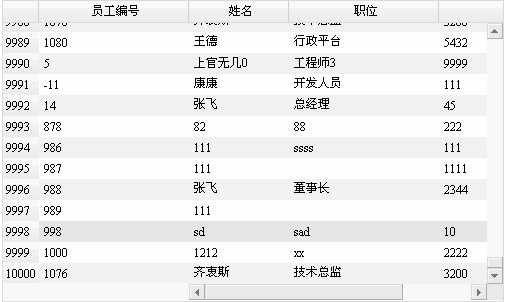 员工编号 姓名 职位
9989 1080 王德 行政平台 5432
9990 5 上官无几0 工程师3 9999
9991 -11 康康 开发人员 111
9992 14 张飞 总经理 45
9993 878 82 88 222
9994 986 111 ssss 111
9995 987 111 1111
9996 988 张飞 董事长 2344
9997 989 111
9998 998 sd sad 10
9999 1000 1212 xx 2222
10000 1076 齐衷斯 技术总监 3200